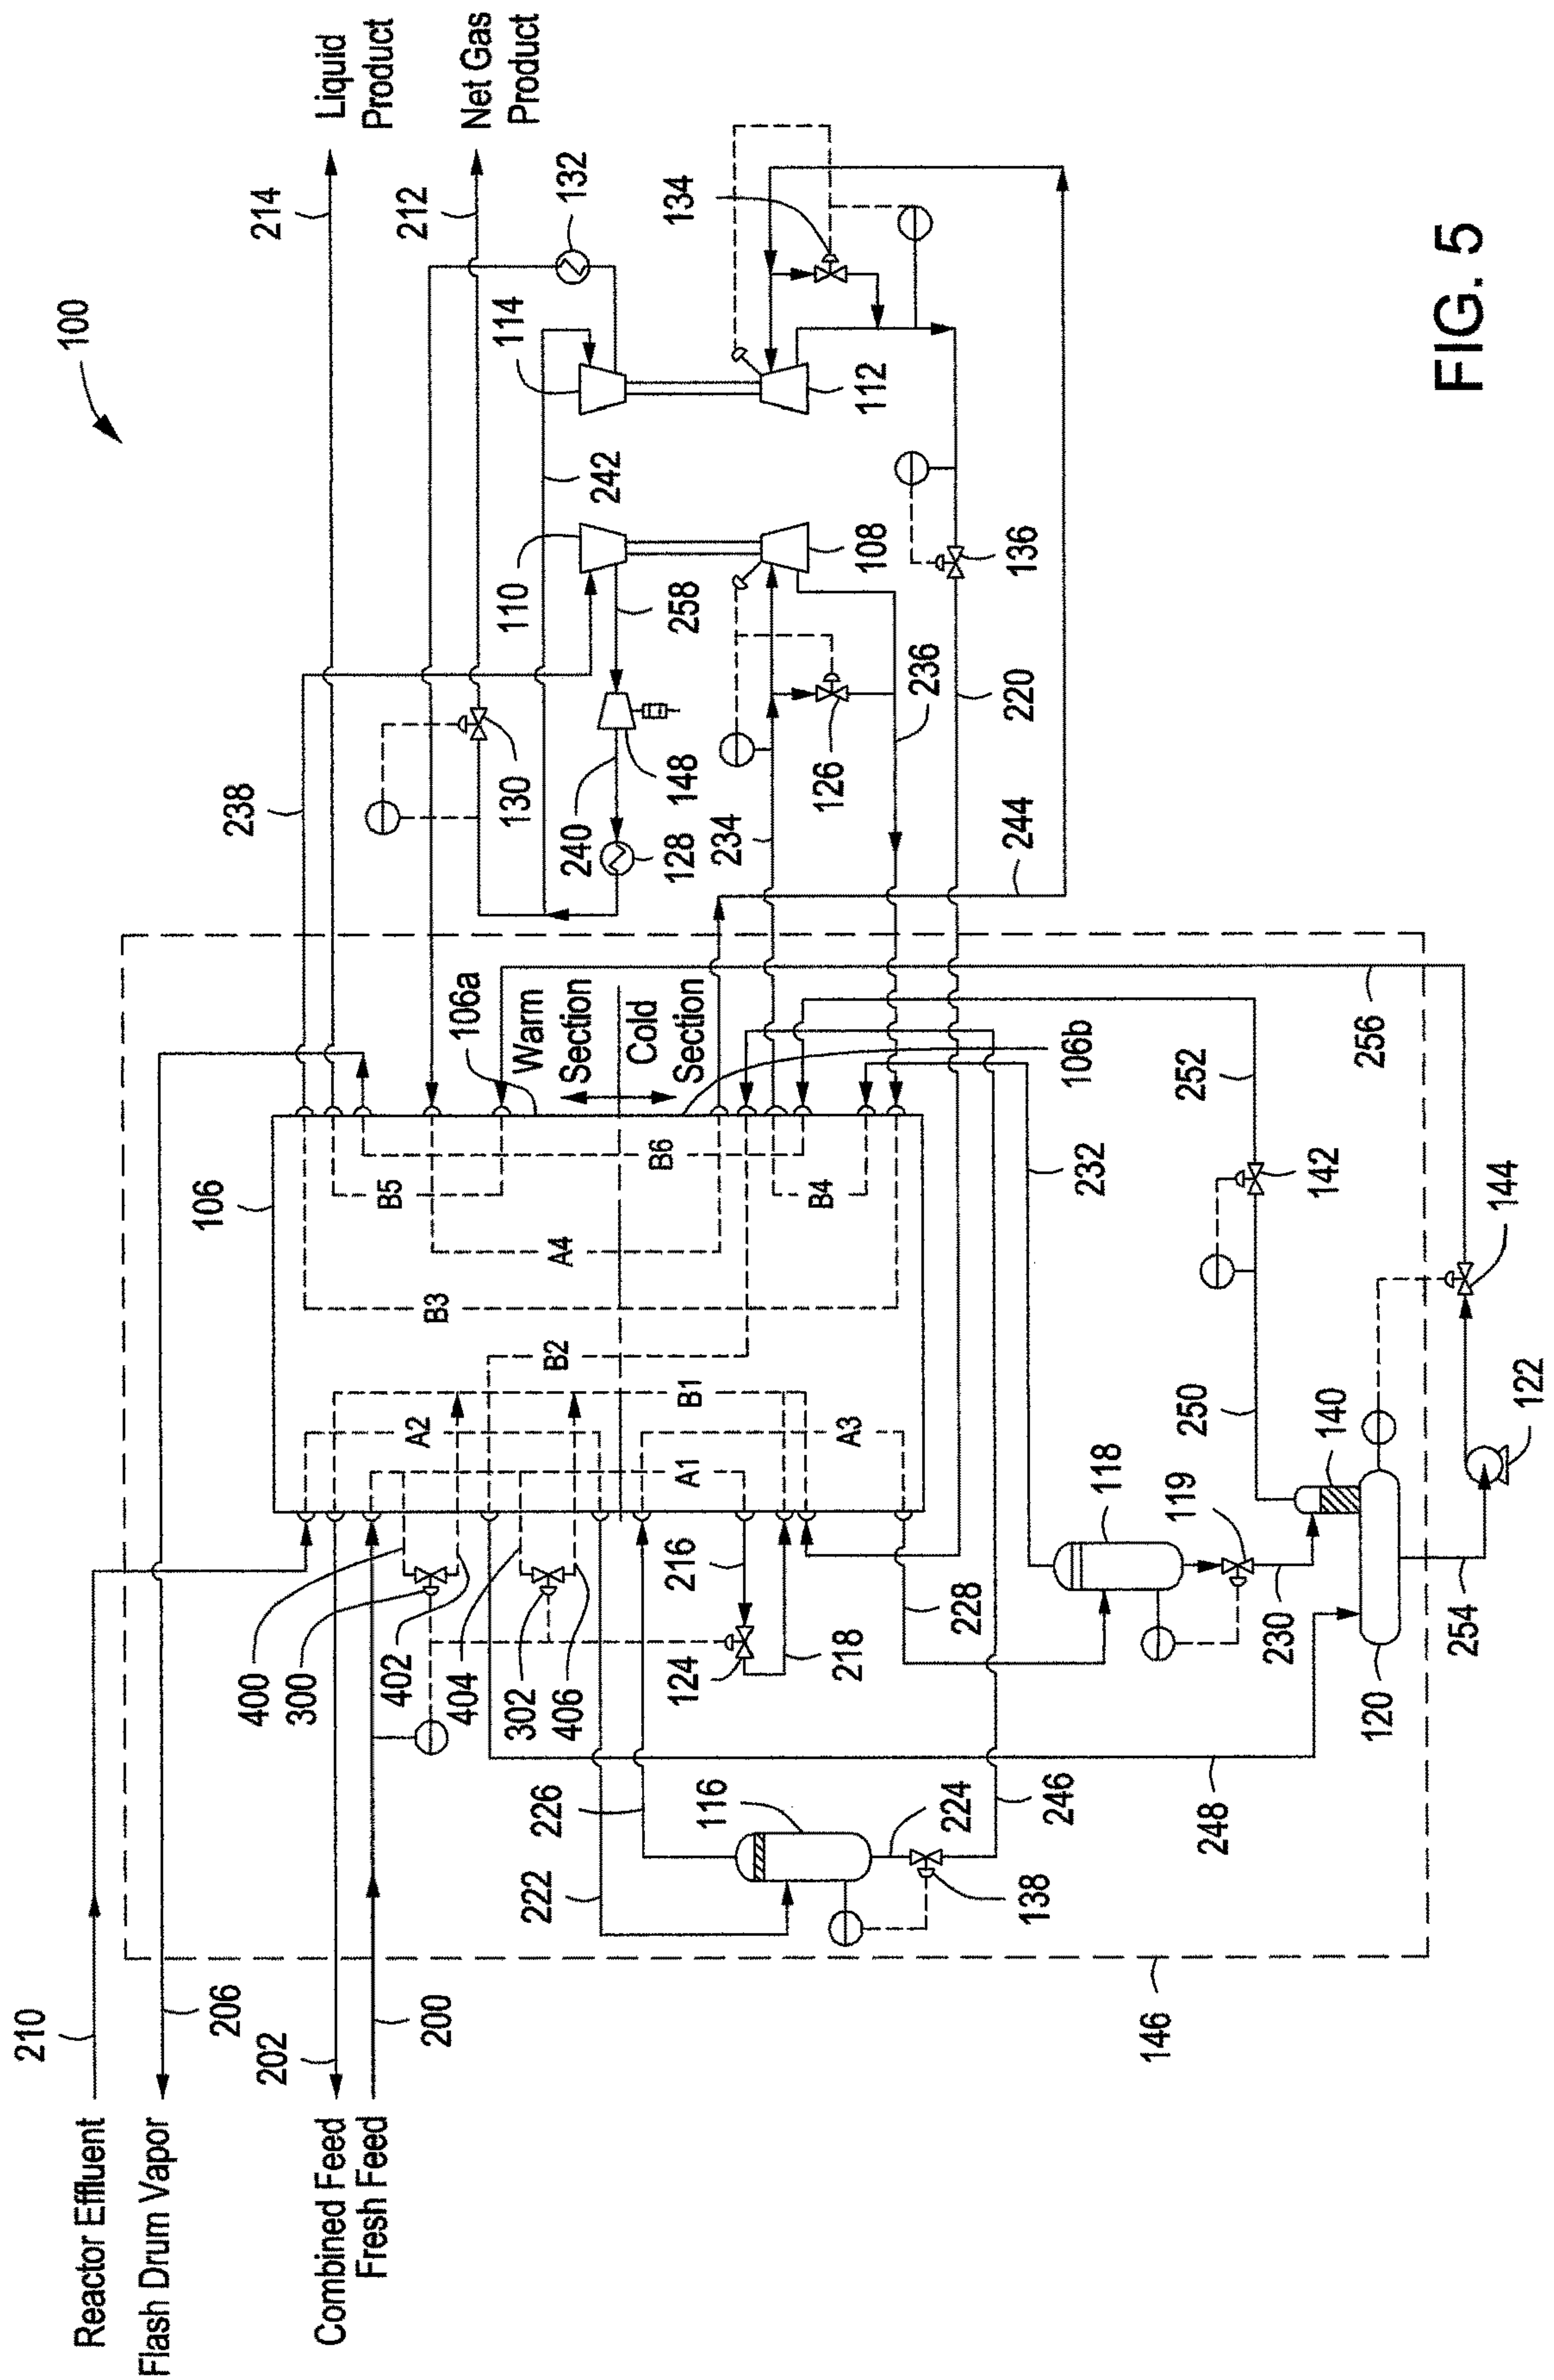 100
214
Liquid
Product
212
Net Gas
Product
132
114
134
112
242
110
258
108
136
238
130
240
148
128
234
126
236
220
244
106a
Warm
Section
Cold
Section
106b
256
252
232
142
144
106
B5
B6
A4
B4
B3
B2
B1
A2
A1
A3
400
300
402
404
302
406
216
124
218
228
118
119
230
250
140
122
254
120
222
226
116
224
138
246
248
146
210
206
202
200
Reactor Effluent
Flash Drum Vapor
Combined Feed
Fresh Feed
FIG. 5